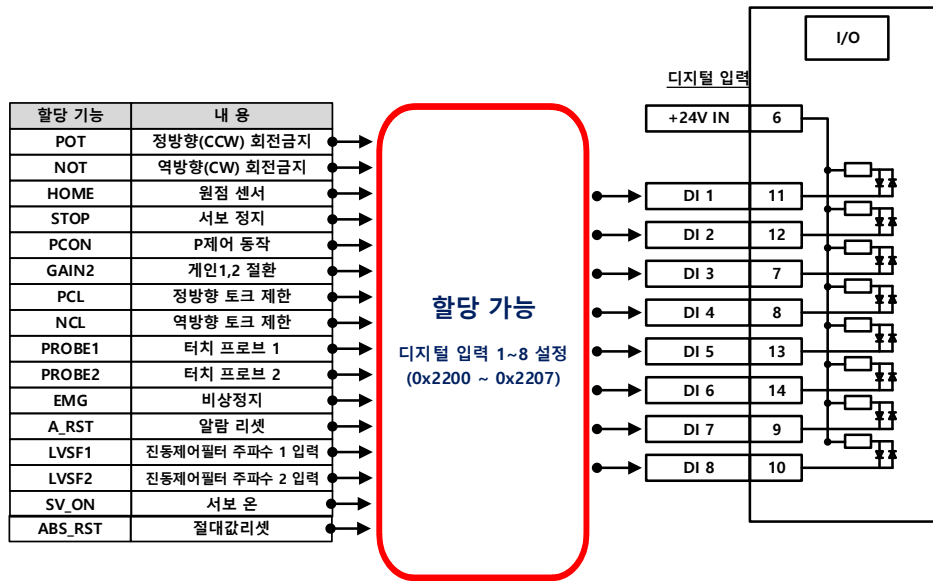 I/O
디지털 입력
+24V IN 6
할당 기능 내 용
POT 정방향(CCW) 회전금지
NOT 역방향(CW) 회전금지
HOME 원점 센서
STOP 서보 정지
PCON P제어 동작
GAIN2 게인1,2 절환
PCL 정방향 토크 제한
NCL 역방향 토크 제한
PROBE1 터치 프로브 1
PROBE2 터치 프로브 2
EMG 비상정지
A_RST 알람 리셋
LVSF1 진동제어필터 주파수 1 입력
LVSF2 진동제어필터 주파수 2 입력
SV_ON 서보 온
ABS_RST 절대값리셋
할당 가능
디지털 입력 1~8 설정
(0x2200 ~ 0x2207)
DI 1 11
DI 2 12
DI 3 7
DI 4 8
DI 5 13
DI 6 14
DI 7 9
DI 8 10